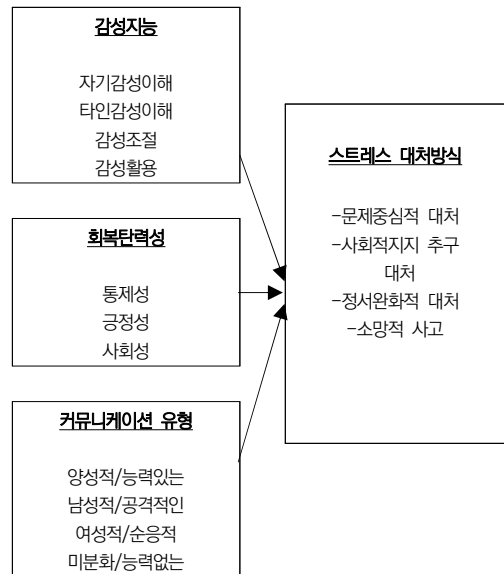 감성지능
자기감성이해
타인감성이해
감성조절
감성활용
회복탄력성
통제성
긍정성
사회성
커뮤니케이션 유형
양성적/능력있는
남성적/공격적인
여성적/순응적
미분화/능력없는
스트레스 대처방식
-문제중심적 대처
-사회적지지 추구
대처
-정서완화적 대처
-소망적 사고